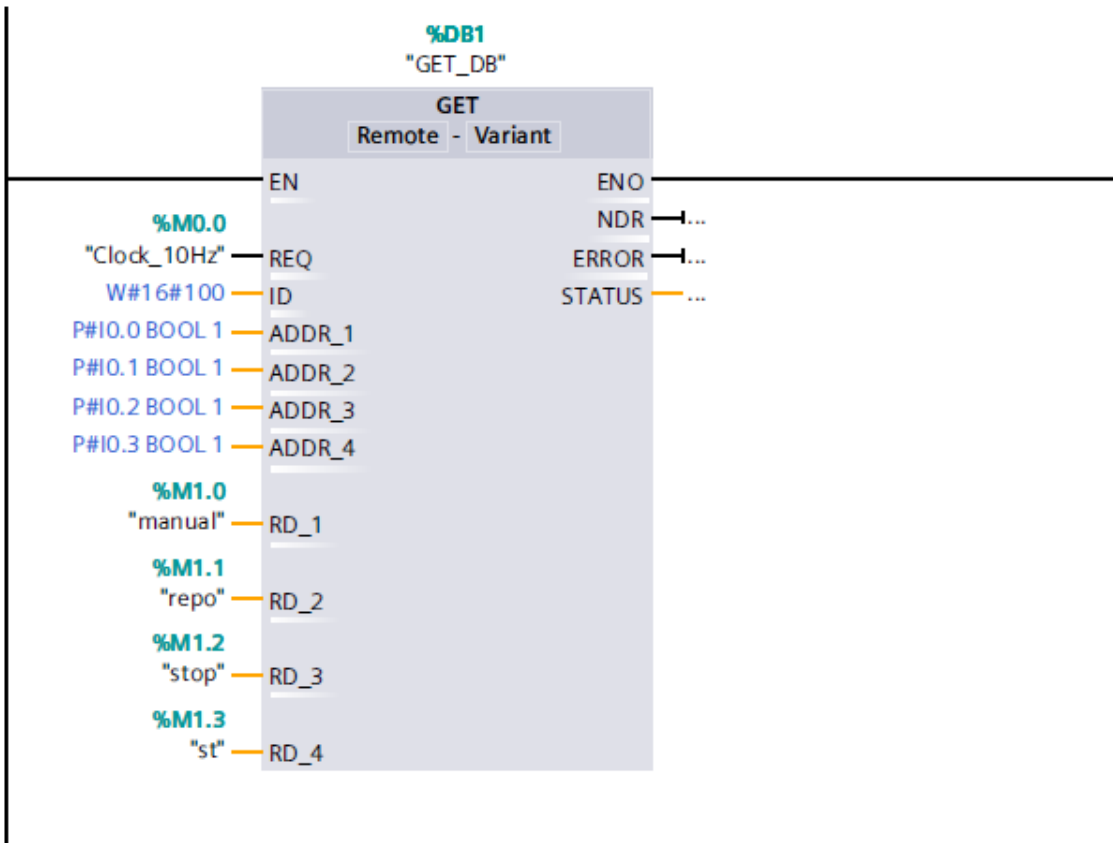 %DB1
"GET_DB"
GET
Remote - Variant
EN ENO
%M0.0 NDR ...
"Clock_10Hz" REQ ERROR ...
W#16#100 ID STATUS ...
P#I0.0 BOOL 1 ADDR_1
P#I0.1 BOOL 1 ADDR_2
P#I0.2 BOOL 1 ADDR_3
P#I0.3 BOOL 1 ADDR_4
%M1.0
"manual" RD_1
%M1.1
"repo" RD_2
%M1.2
"stop" RD_3
%M1.3
"st" RD_4